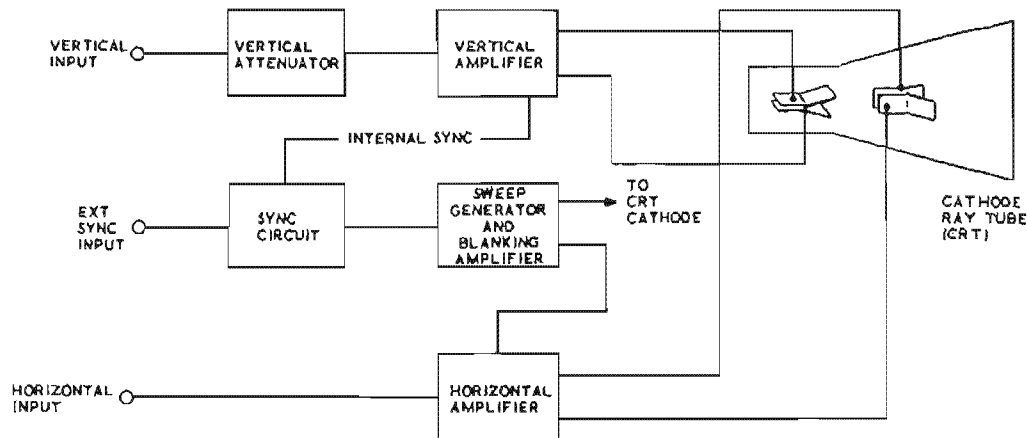 VERTICAL
INPUT
VERTICAL
ATTENUATOR
VERTICAL
AMPLIFIER
INTERNAL SYNC
EXT
SYNC
INPUT
SYNC
CIRCUIT
SWEEP
GENERATOR
AND
BLANKING
AMPLIFIER
TO
CRT
CATHODE
CATHODE
RAY TUBE
(CRT)
HORIZONTAL
INPUT
HORIZONTAL
AMPLIFIER